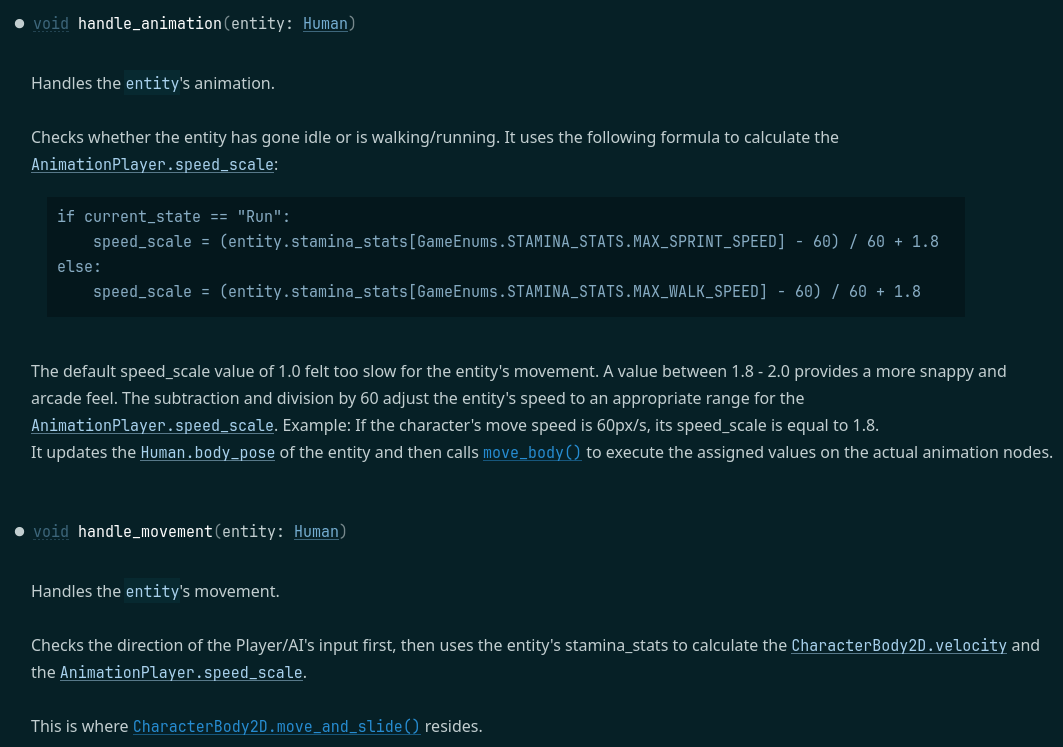 void handle_animation(entity: Human)
Handles the entity's animation.
Checks whether the entity has gone idle or is walking/running. It uses the following formula to calculate the
AnimationPlayer.speed_scale:
if current_state == "Run":
    speed_scale = (entity.stamina_stats[GameEnums.STAMINA_STATS.MAX_SPRINT_SPEED] - 60) / 60 + 1.8
else:
    speed_scale = (entity.stamina_stats[GameEnums.STAMINA_STATS.MAX_WALK_SPEED] - 60) / 60 + 1.8
The default speed_scale value of 1.0 felt too slow for the entity's movement. A value between 1.8 - 2.0 provides a more snappy and
arcade feel. The subtraction and division by 60 adjust the entity's speed to an appropriate range for the
AnimationPlayer.speed_scale. Example: If the character's move speed is 60px/s, its speed_scale is equal to 1.8.
It updates the Human.body_pose of the entity and then calls move_body() to execute the assigned values on the actual animation nodes.
void handle_movement(entity: Human)
Handles the entity's movement.
Checks the direction of the Player/AI's input first, then uses the entity's stamina_stats to calculate the CharacterBody2D.velocity and
the AnimationPlayer.speed_scale.
This is where CharacterBody2D.move_and_slide() resides.